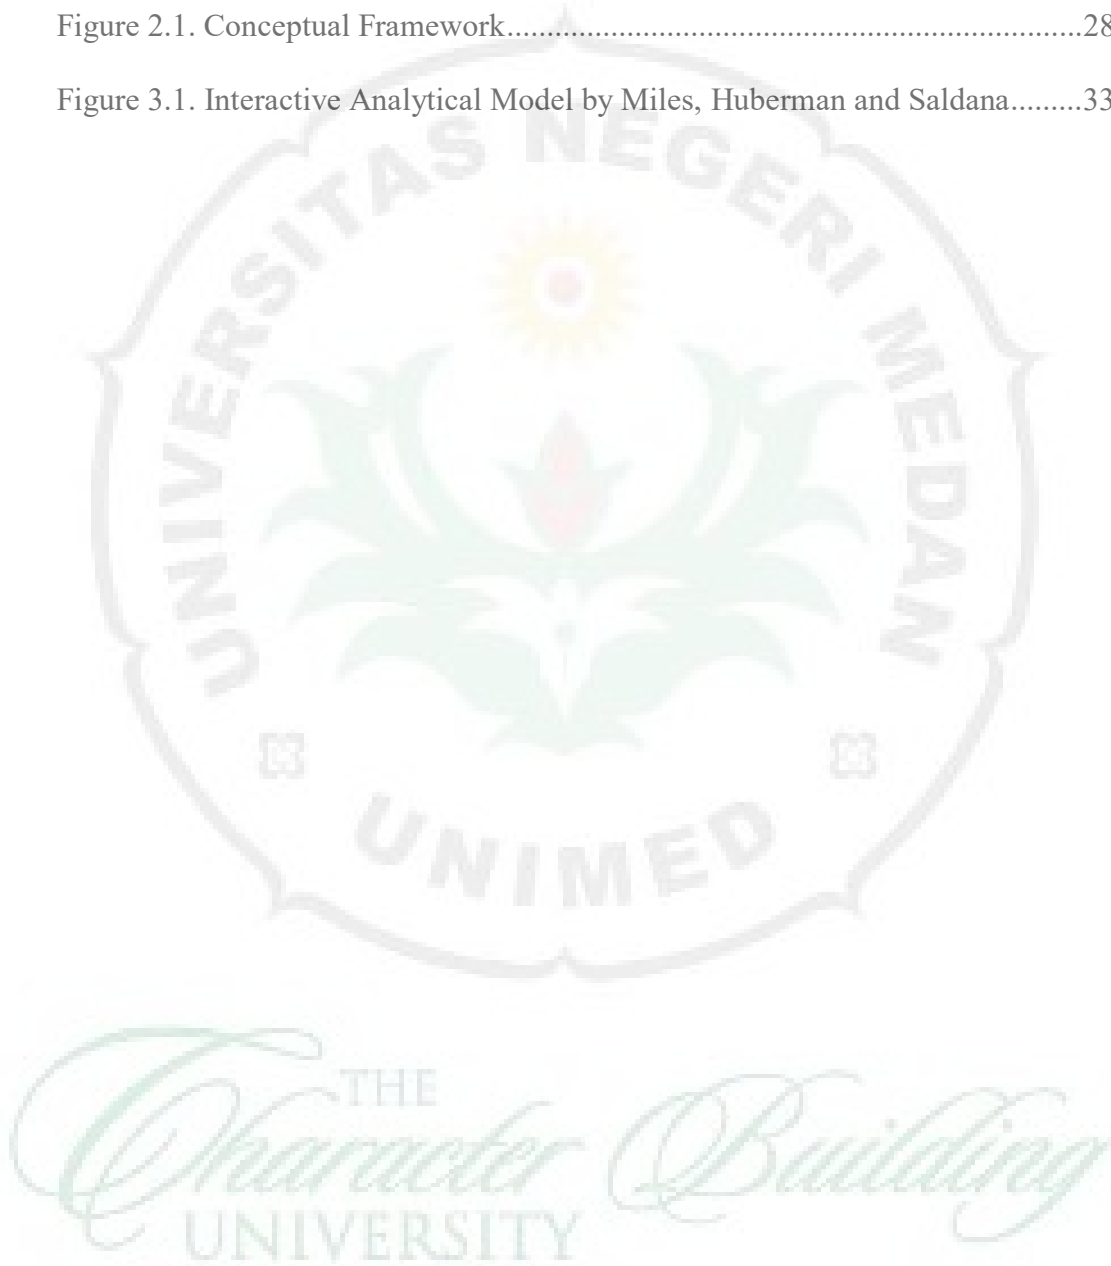 Figure 2.1. Conceptual Framework.........................................................................28
Figure 3.1. Interactive Analytical Model by Miles, Huberman and Saldana.........33
UNIVERSITAS NEGERI MEDAN
UNIMED
THE
Character Building
UNIVERSITY